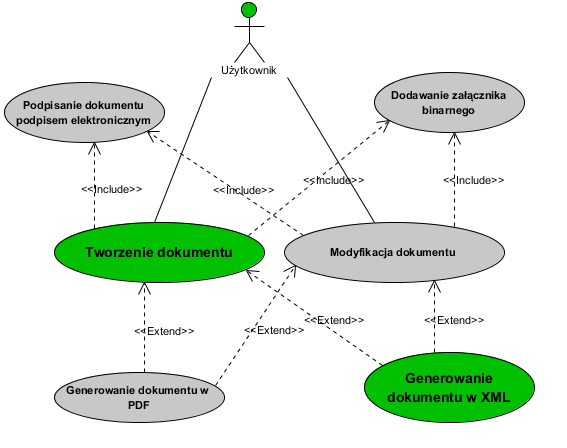 Użytkownik
Podpisanie dokumentu
podpisem elektronicznym
Dodawanie załącznika
binarnego
<<Include>>
<<Include>>
<<Include>>
<<Include>>
Tworzenie dokumentu
Modyfikacja dokumentu
<<Extend>>
<<Extend>>
<<Extend>>
<<Extend>>
Generowanie dokumentu w
PDF
Generowanie
dokumentu w XML